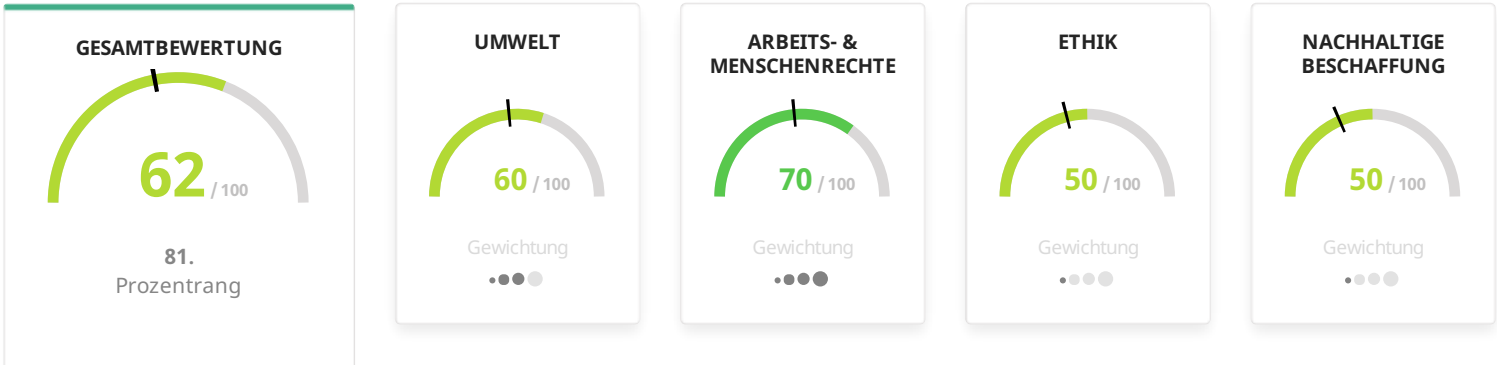 GESAMTBEWERTUNG
62 / 100
81.
Prozentrang
UMWELT
60 / 100
Gewichtung
ARBEITS- &
MENSCHENRECHTE
70 / 100
Gewichtung
ETHIK
50 / 100
Gewichtung
NACHHALTIGE
BESCHAFFUNG
50 / 100
Gewichtung